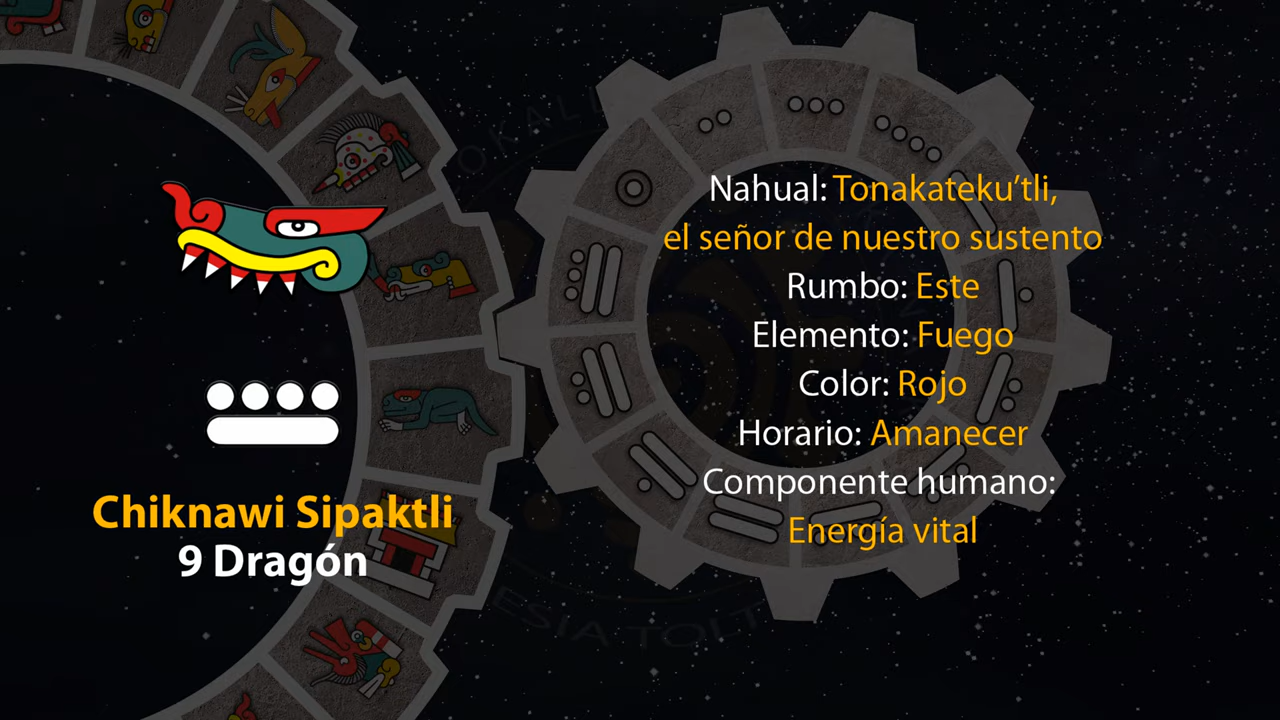 Nahual: Tonakateku’tli,
el señor de nuestro sustento
Rumbo: Este
Elemento: Fuego
Color: Rojo
Horario: Amanecer
Componente humano:
Energía vital
Chiknawi Sipaktli
9 Dragón